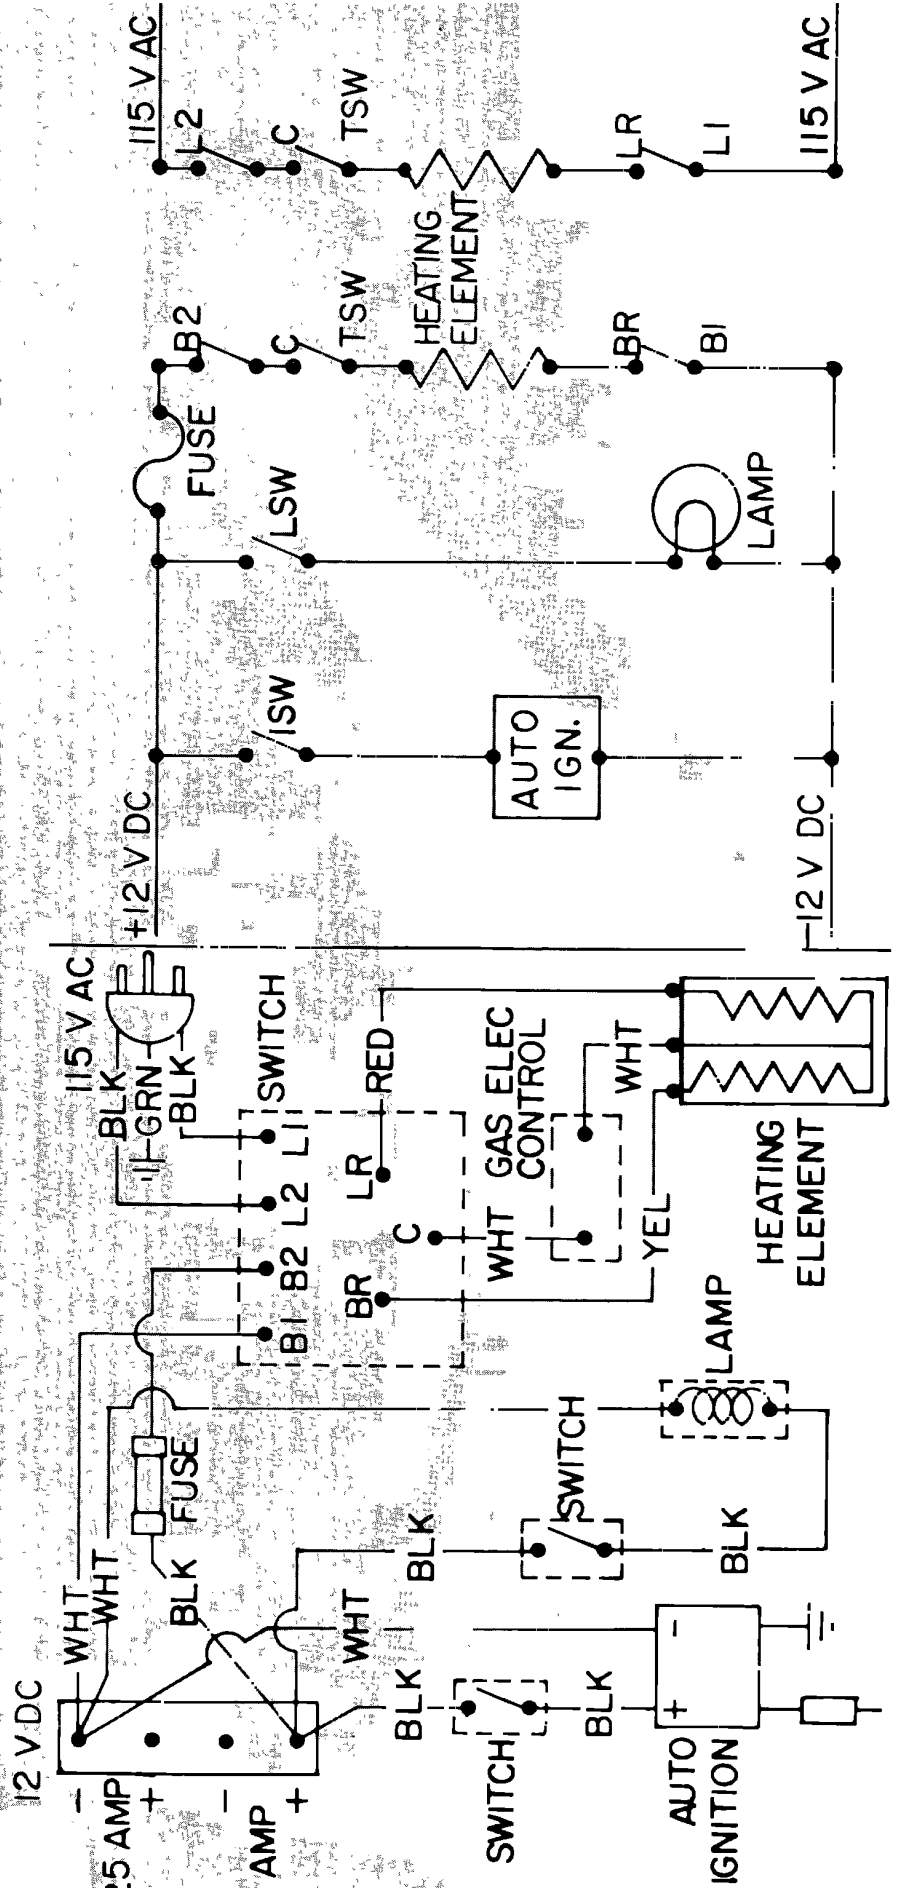 115 V AC
L2
C
TSW
HEATING
ELEMENT
LR
L1
115 V AC
B2
C
TSW
BR
B1
FUSE
LSW
LAMP
ISW
AUTO
IGN.
+12 V DC
-12 V DC
115 V AC
BLK
GRN
BLK
SWITCH
L1
L2
B2
B1
LR
C
BR
RED
GAS ELEC
CONTROL
WHT
WHT
YEL
HEATING
ELEMENT
LAMP
SWITCH
BLK
BLK
FUSE
BLK
WHT
WHT
WHT
12 V DC
-
+
-
+
AMP
AMP
BLK
SWITCH
BLK
-
+
AUTO
IGNITION